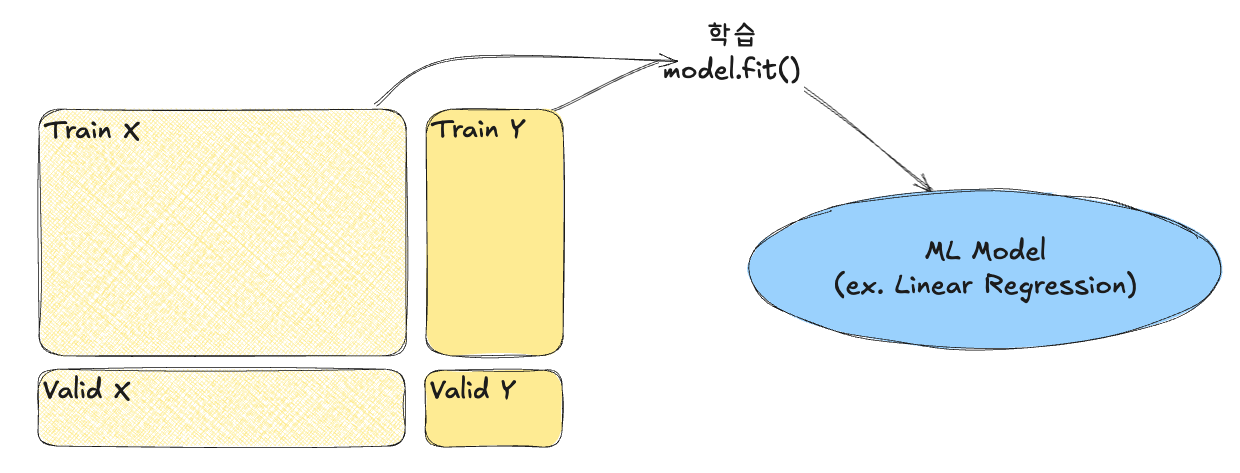 학습
model.fit()
Train X
Train Y
ML Model
(ex. Linear Regression)
Valid X
Valid Y